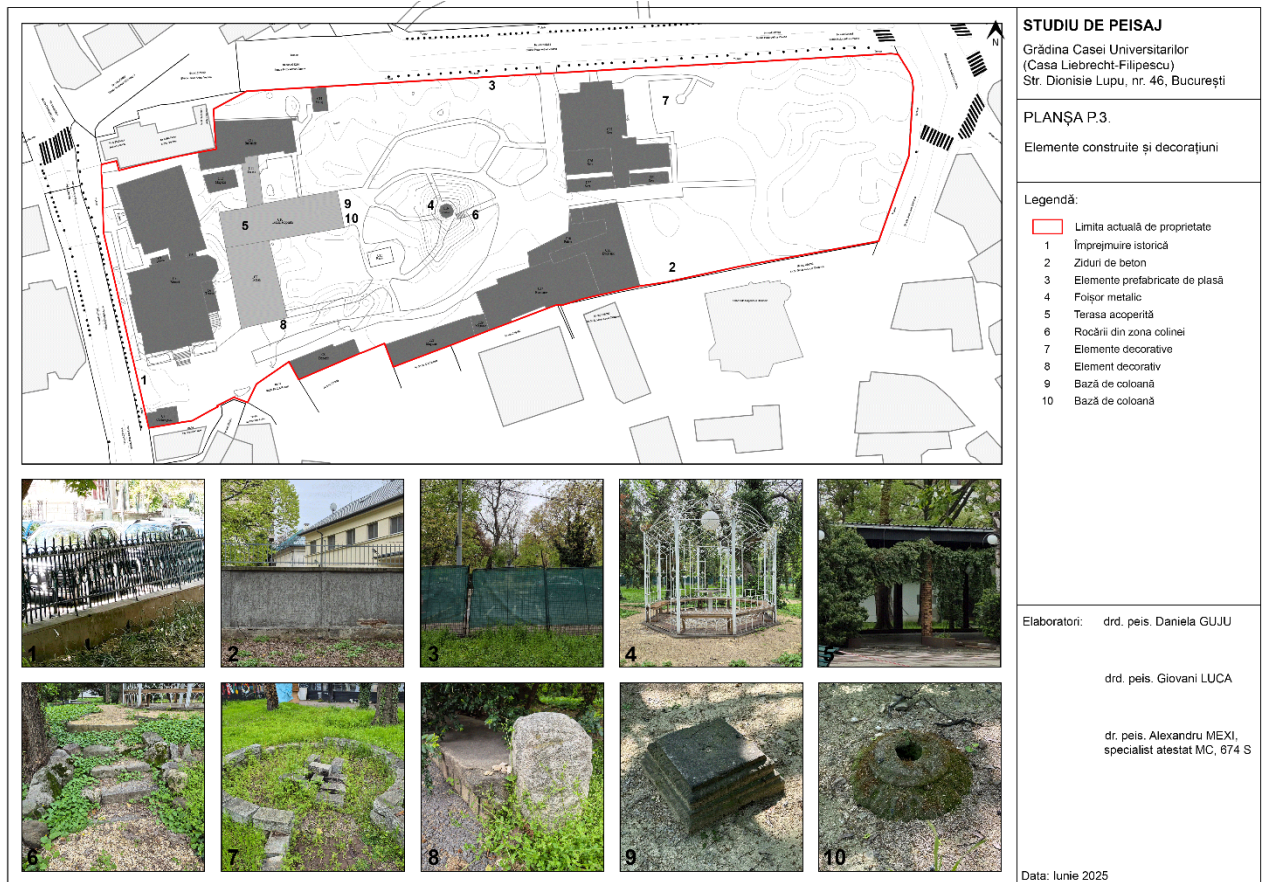 N
3
7
4
6
9
10
5
2
8
1
STUDIU DE PEISAJ
Grădina Casei Universitarilor
(Casa Liebrecht-Filipescu)
Str. Dionisie Lupu, nr. 46, București
PLANȘA P.3.
Elemente construite și decorațiuni
Legendă:
Limita actuală de proprietate
1 Împrejmuire istorică
2 Ziduri de beton
3 Elemente prefabricate de plasă
4 Foișor metalic
5 Terasa acoperită
6 Rocării din zona colinei
7 Elemente decorative
8 Element decorativ
9 Bază de coloană
10 Bază de coloană
1
2
3
4
5
6
7
8
9
10
Elaboratori: drd. peis. Daniela GUJU
drd. peis. Giovani LUCA
dr. peis. Alexandru MEXI,
specialist atestat MC, 674 S
Data: Iunie 2025